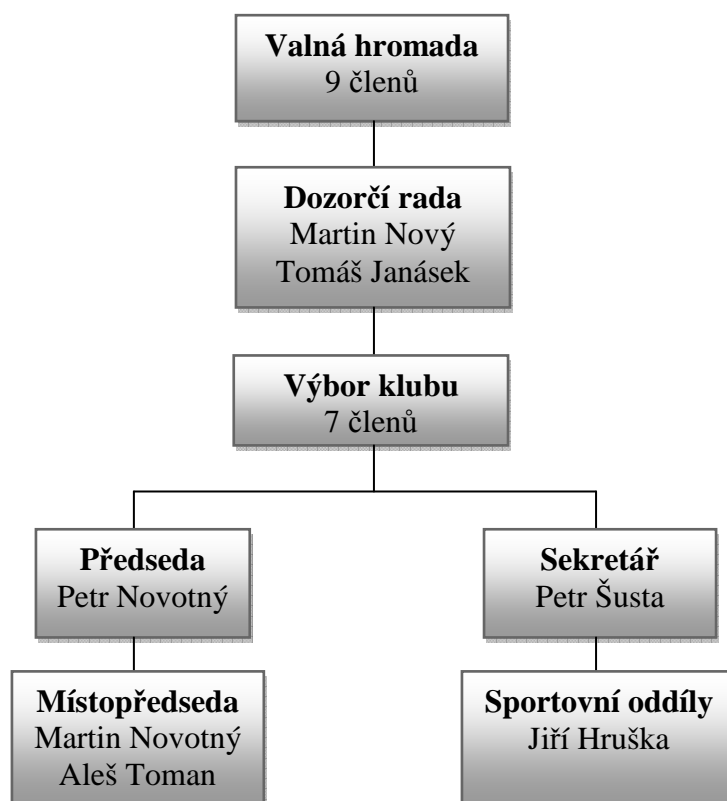 Valná hromada
9 členů
Dozorčí rada
Martin Nový
Tomáš Janásek
Výbor klubu
7 členů
Předseda
Petr Novotný
Sekretář
Petr Šusta
Místopředseda
Martin Novotný
Aleš Toman
Sportovní oddíly
Jiří Hruška